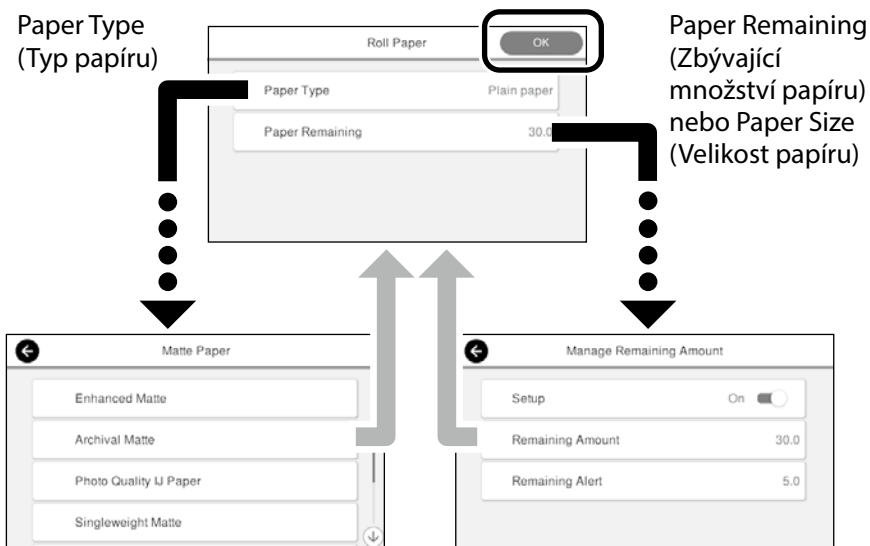 Paper Type
(Typ papíru)
Roll Paper
OK
Paper Type
Plain paper
Paper Remaining
30.0
Paper Remaining
(Zbývající
množství papíru)
nebo Paper Size
(Velikost papíru)
Matte Paper
Enhanced Matte
Archival Matte
Photo Quality IJ Paper
Singleweight Matte
Manage Remaining Amount
Setup
On
Remaining Amount
30.0
Remaining Alert
5.0